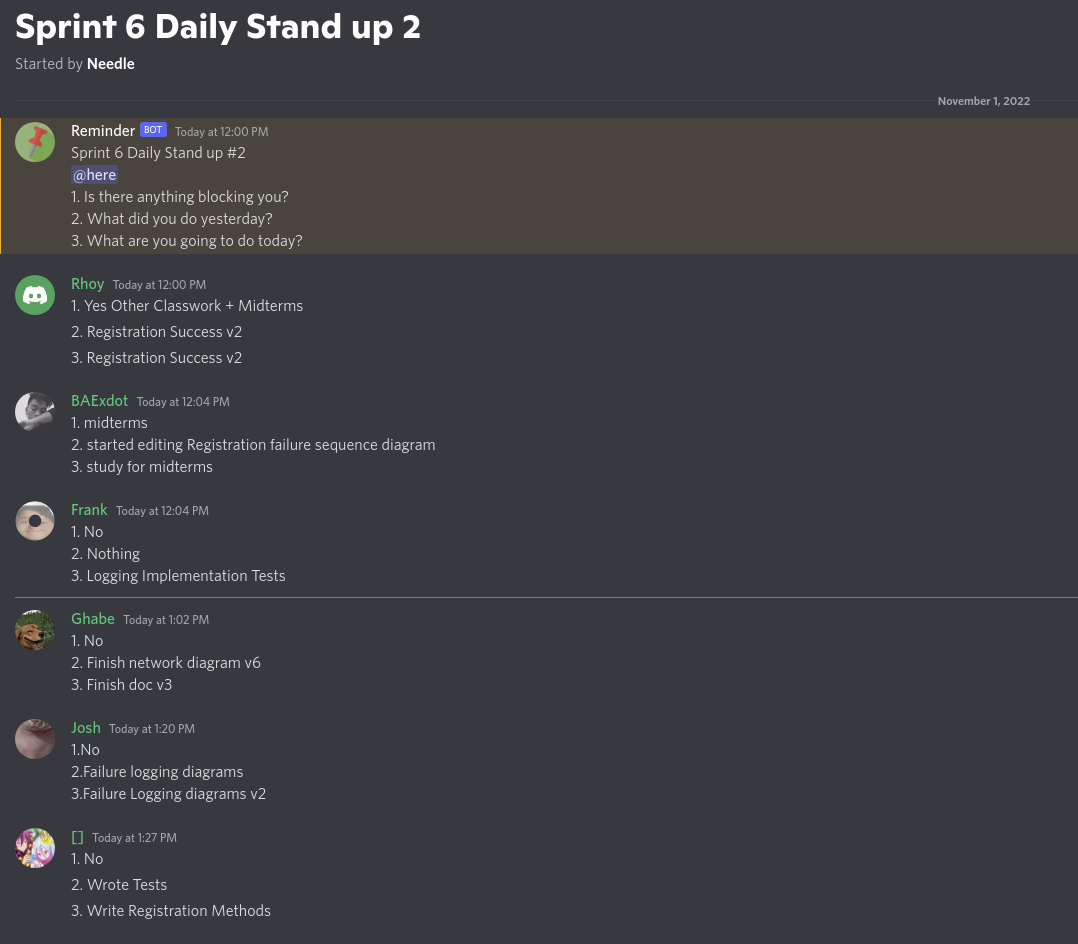 Sprint 6 Daily Stand up 2
Started by Needle
November 1, 2022
Reminder BOT Today at 12:00 PM
Sprint 6 Daily Stand up #2
@here
1. Is there anything blocking you?
2. What did you do yesterday?
3. What are you going to do today?
Rhoy Today at 12:00 PM
1. Yes Other Classwork + Midterms
2. Registration Success v2
3. Registration Success v2
BAExdot Today at 12:04 PM
1. midterms
2. started editing Registration failure sequence diagram
3. study for midterms
Frank Today at 12:04 PM
1. No
2. Nothing
3. Logging Implementation Tests
Ghabe Today at 1:02 PM
1. No
2. Finish network diagram v6
3. Finish doc v3
Josh Today at 1:20 PM
1.No
2.Failure logging diagrams
3.Failure Logging diagrams v2
[] Today at 1:27 PM
1. No
2. Wrote Tests
3. Write Registration Methods